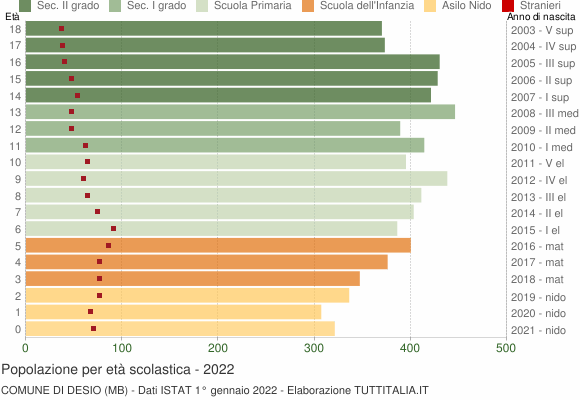 Sec. II grado Sec. I grado Scuola Primaria Scuola dell'Infanzia Asilo Nido Stranieri
Età Anno di nascita
18 2003 - V sup
17 2004 - IV sup
16 2005 - III sup
15 2006 - II sup
14 2007 - I sup
13 2008 - III med
12 2009 - II med
11 2010 - I med
10 2011 - V el
9 2012 - IV el
8 2013 - III el
7 2014 - II el
6 2015 - I el
5 2016 - mat
4 2017 - mat
3 2018 - mat
2 2019 - nido
1 2020 - nido
0 2021 - nido
0 100 200 300 400 500
Popolazione per età scolastica - 2022
COMUNE DI DESIO (MB) - Dati ISTAT 1° gennaio 2022 - Elaborazione TUTTITALIA.IT